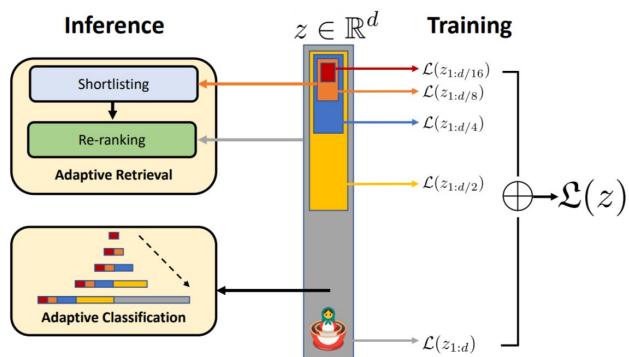 Inference
z ∈ ℝ^d
Training
Shortlisting
Re-ranking
Adaptive Retrieval
Adaptive Classification
ℒ(z_{1:d/16})
ℒ(z_{1:d/8})
ℒ(z_{1:d/4})
ℒ(z_{1:d/2})
ℒ(z_{1:d})
𝔏(z)